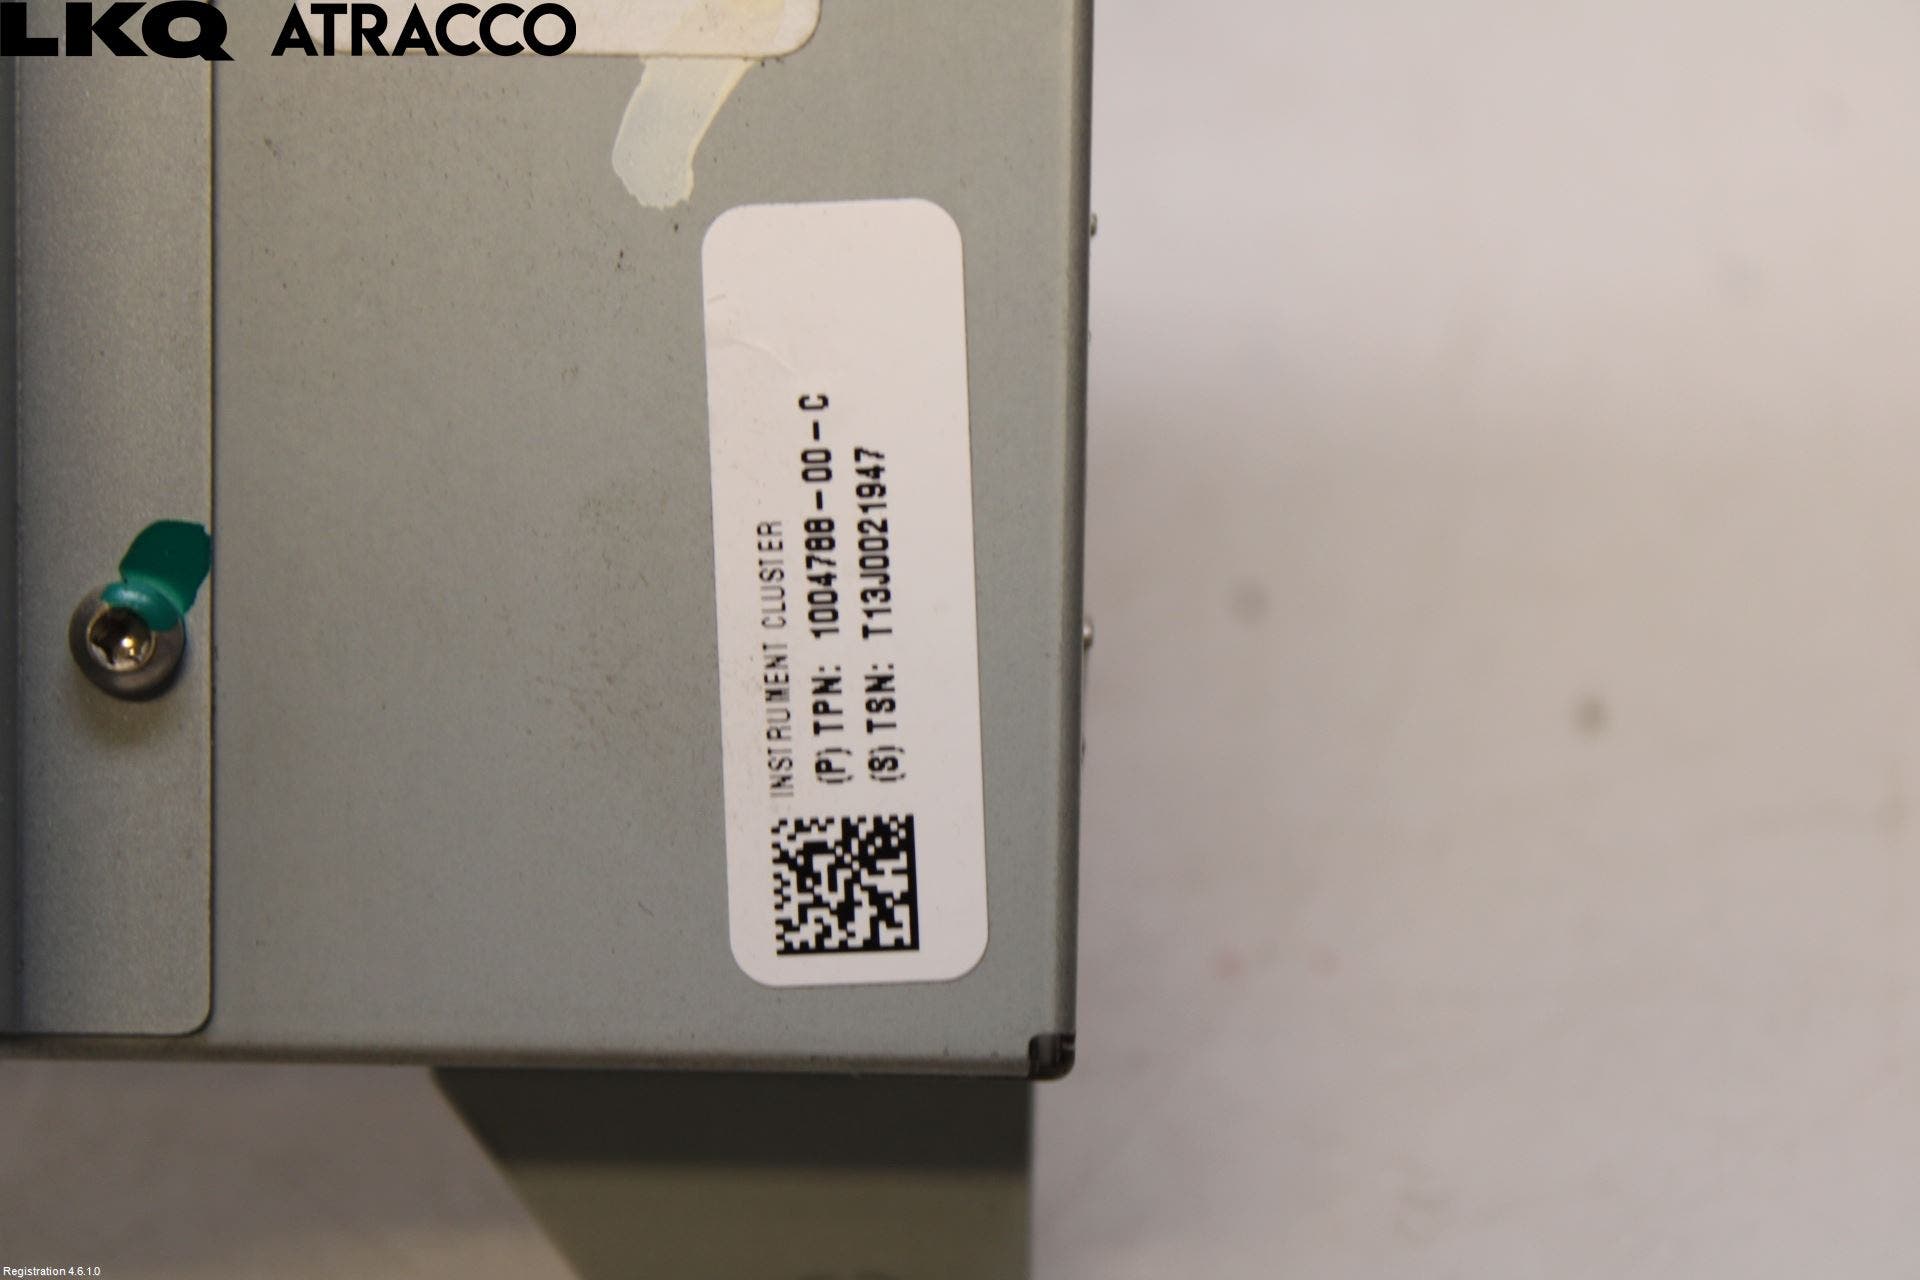 LKQ ATRACCO
INSTRUMENT CLUSTER
(P) TPN: 1004788-00-C
(S) TSN: T13J0021947
Registration 4.6.1.0